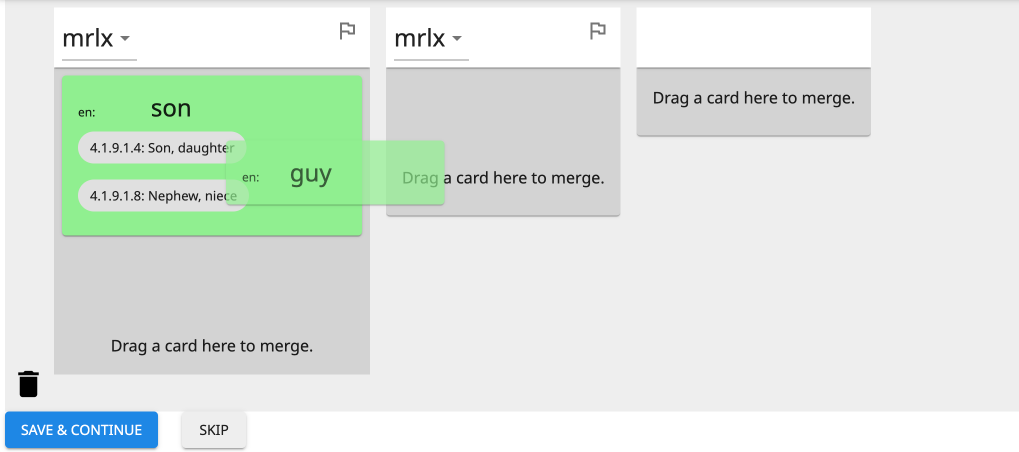 mrlx
mrlx
en: son
4.1.9.1.4: Son, daughter
en: guy
Drag a card here to merge.
Drag a card here to merge.
4.1.9.1.8: Nephew, niece
Drag a card here to merge.
SAVE & CONTINUE
SKIP